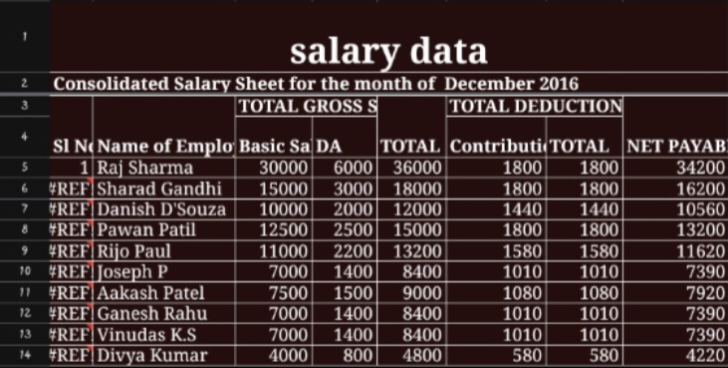 1
salary data
2 Consolidated Salary Sheet for the month of December 2016
3 TOTAL GROSS S TOTAL DEDUCTION
4 Sl No Name of Emplo Basic Sa DA TOTAL Contributi TOTAL NET PAYAB
5 1 Raj Sharma 30000 6000 36000 1800 1800 34200
6 #REF! Sharad Gandhi 15000 3000 18000 1800 1800 16200
7 #REF! Danish D'Souza 10000 2000 12000 1440 1440 10560
8 #REF! Pawan Patil 12500 2500 15000 1800 1800 13200
9 #REF! Rijo Paul 11000 2200 13200 1580 1580 11620
10 #REF! Joseph P 7000 1400 8400 1010 1010 7390
11 #REF! Aakash Patel 7500 1500 9000 1080 1080 7920
12 #REF! Ganesh Rahu 7000 1400 8400 1010 1010 7390
13 #REF! Vinudas K.S 7000 1400 8400 1010 1010 7390
14 #REF! Divya Kumar 4000 800 4800 580 580 4220